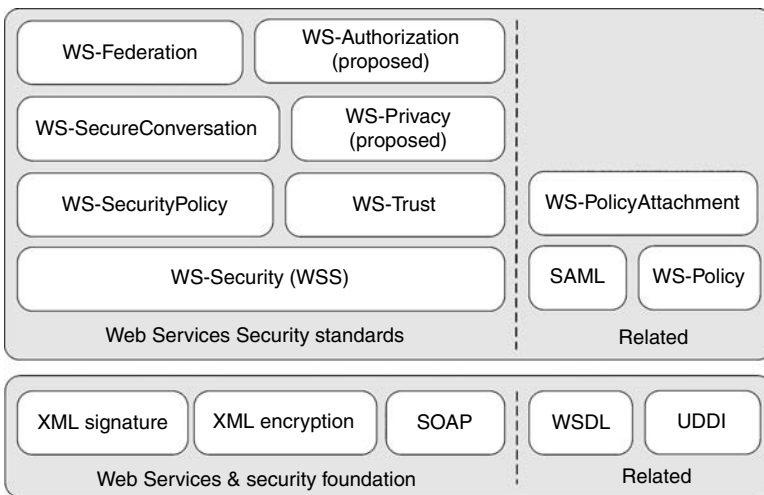 WS-Federation
WS-Authorization
(proposed)
WS-SecureConversation
WS-Privacy
(proposed)
WS-SecurityPolicy
WS-Trust
WS-PolicyAttachment
WS-Security (WSS)
SAML
WS-Policy
Web Services Security standards
Related
XML signature
XML encryption
SOAP
WSDL
UDDI
Web Services & security foundation
Related